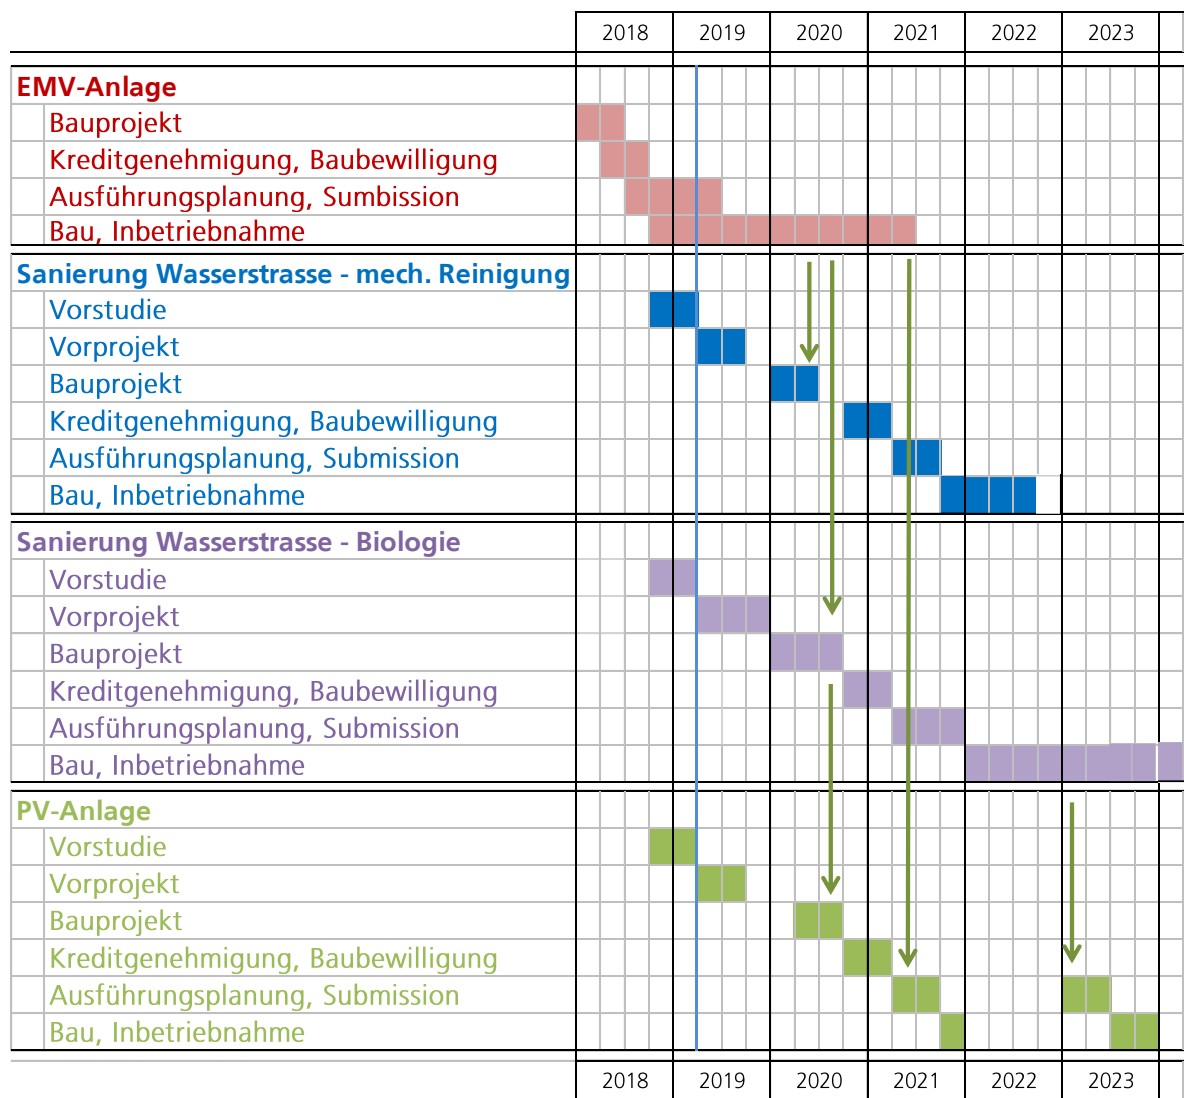 2018 2019 2020 2021 2022 2023
EMV-Anlage
Bauprojekt
Kreditgenehmigung, Baubewilligung
Ausführungsplanung, Sumbission
Bau, Inbetriebnahme
Sanierung Wasserstrasse - mech. Reinigung
Vorstudie
Vorprojekt
Bauprojekt
Kreditgenehmigung, Baubewilligung
Ausführungsplanung, Submission
Bau, Inbetriebnahme
Sanierung Wasserstrasse - Biologie
Vorstudie
Vorprojekt
Bauprojekt
Kreditgenehmigung, Baubewilligung
Ausführungsplanung, Submission
Bau, Inbetriebnahme
PV-Anlage
Vorstudie
Vorprojekt
Bauprojekt
Kreditgenehmigung, Baubewilligung
Ausführungsplanung, Submission
Bau, Inbetriebnahme
2018 2019 2020 2021 2022 2023